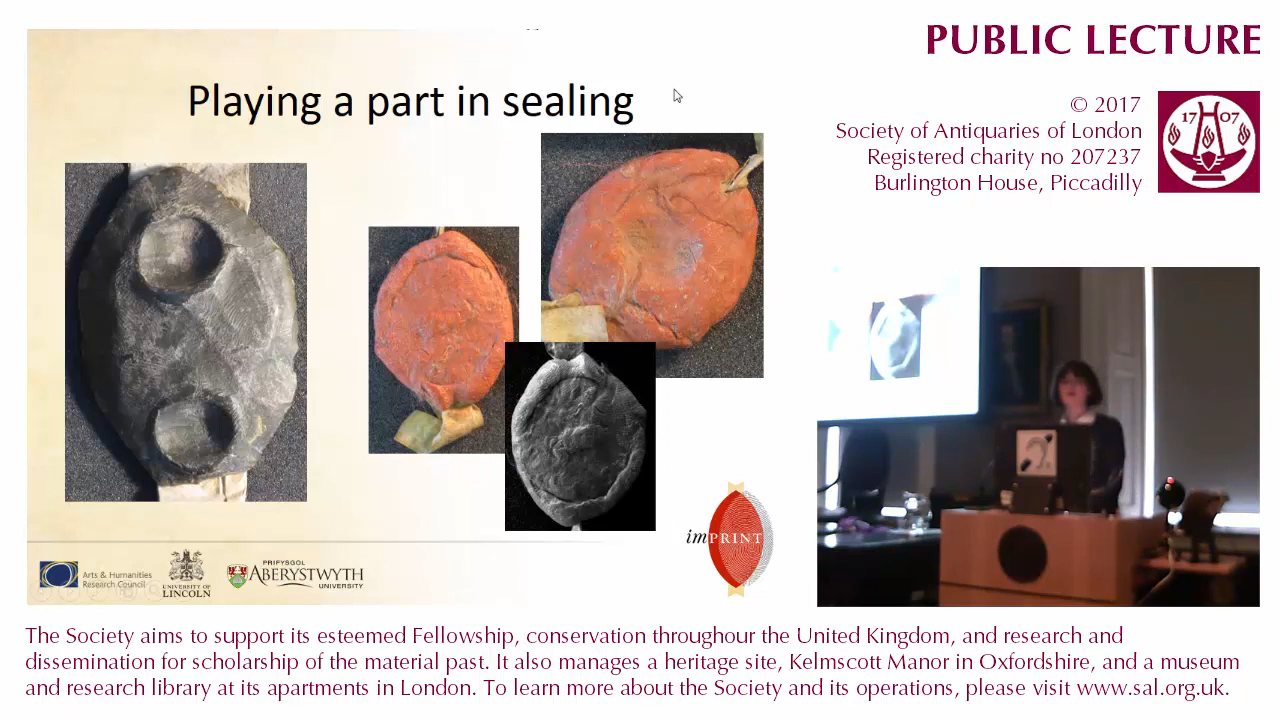 PUBLIC LECTURE
© 2017
Society of Antiquaries of London
Registered charity no 207237
Burlington House, Piccadilly
17 07
Playing a part in sealing
imPRINT
Arts & Humanities
Research Council
UNIVERSITY OF
LINCOLN
PRIFYSGOL
ABERYSTWYTH
UNIVERSITY
The Society aims to support its esteemed Fellowship, conservation throughour the United Kingdom, and research and
dissemination for scholarship of the material past. It also manages a heritage site, Kelmscott Manor in Oxfordshire, and a museum
and research library at its apartments in London. To learn more about the Society and its operations, please visit www.sal.org.uk.